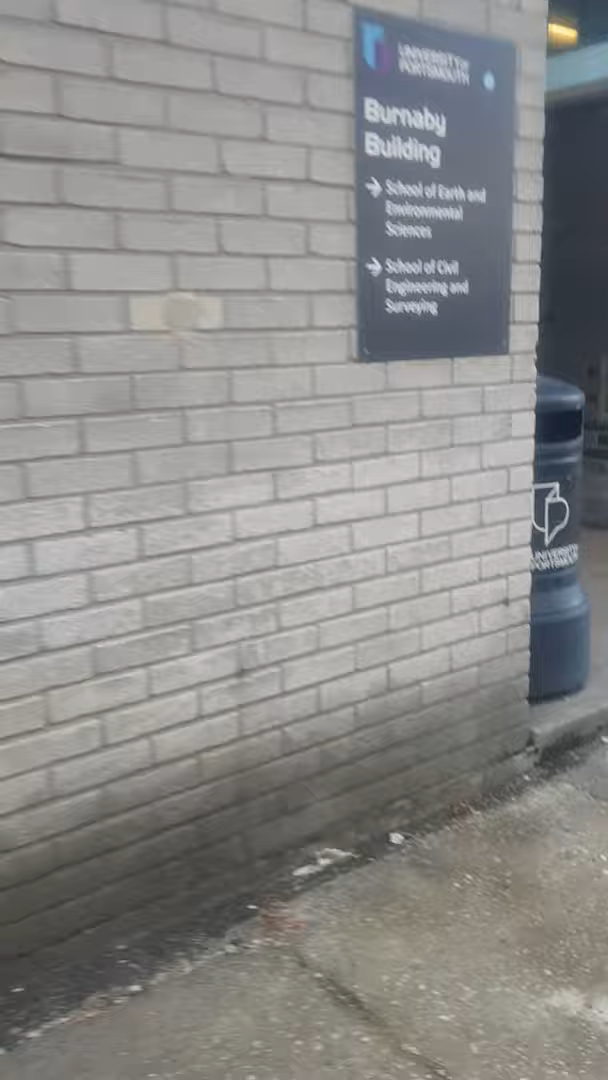 UNIVERSITY OF
PORTSMOUTH
Burnaby
Building
→ School of Earth and
Environmental
Sciences
→ School of Civil
Engineering and
Surveying
UNIVERSITY OF
PORTSMOUTH